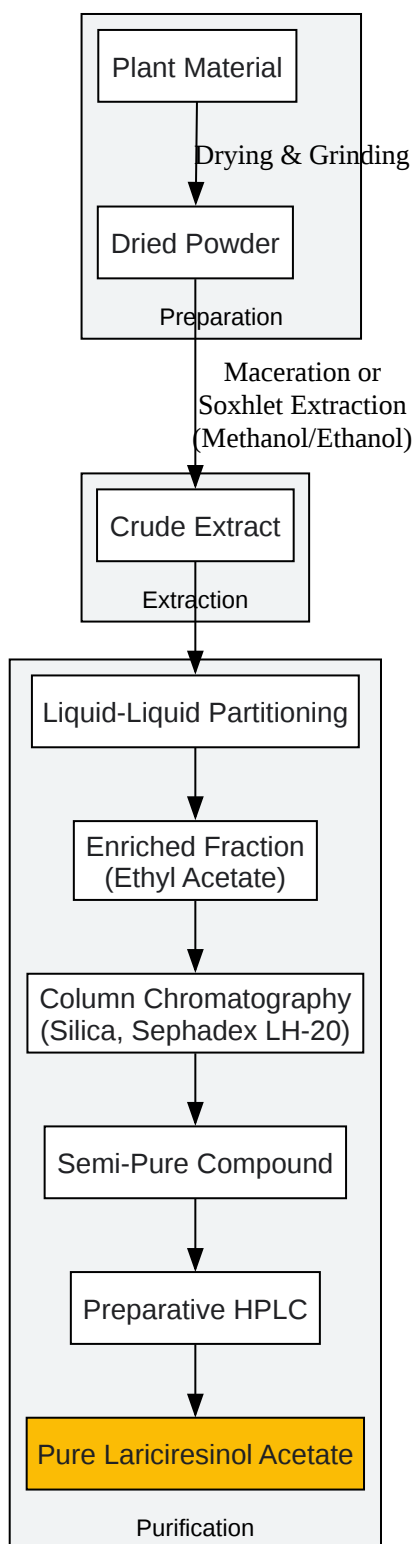 Plant Material
Drying & Grinding
Dried Powder
Preparation
Maceration or
Soxhlet Extraction
(Methanol/Ethanol)
Crude Extract
Extraction
Liquid-Liquid Partitioning
Enriched Fraction
(Ethyl Acetate)
Column Chromatography
(Silica, Sephadex LH-20)
Semi-Pure Compound
Preparative HPLC
Pure Lariciresinol Acetate
Purification